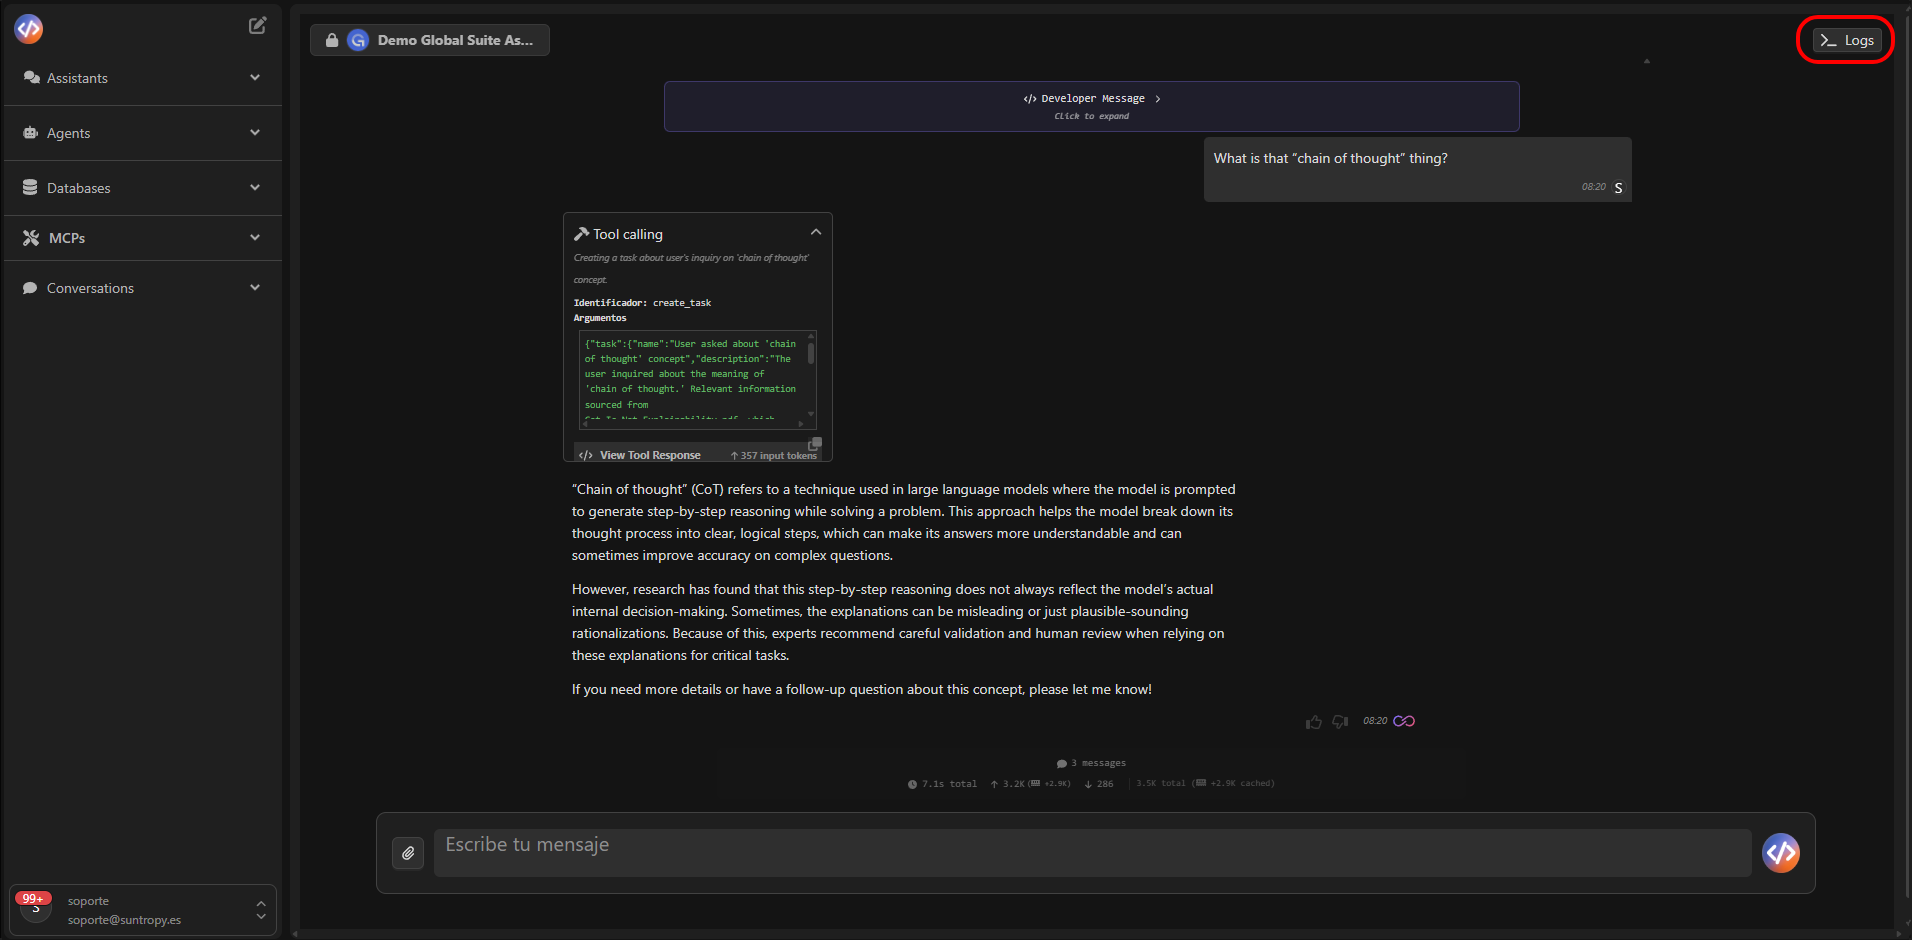 Demo Global Suite As...
Logs
Assistants
Agents
Databases
MCPs
Conversations
</> Developer Message >
Click to expand
What is that “chain of thought” thing?
08:20 S
Tool calling
Creating a task about user's inquiry on 'chain of thought'
concept.
Identificador: create_task
Argumentos
{"task":{"name":"User asked about 'chain
of thought' concept","description":"The
user inquired about the meaning of
'chain of thought.' Relevant information
sourced from
Cot_Is_Not_Explainability.pdf, which
</> View Tool Response ↑ 357 input tokens
“Chain of thought” (CoT) refers to a technique used in large language models where the model is prompted
to generate step-by-step reasoning while solving a problem. This approach helps the model break down its
thought process into clear, logical steps, which can make its answers more understandable and can
sometimes improve accuracy on complex questions.
However, research has found that this step-by-step reasoning does not always reflect the model’s actual
internal decision-making. Sometimes, the explanations can be misleading or just plausible-sounding
rationalizations. Because of this, experts recommend careful validation and human review when relying on
these explanations for critical tasks.
If you need more details or have a follow-up question about this concept, please let me know!
08:20
3 messages
7.1s total ↑ 3.2K ( +2.9K) ↓ 286 3.5K total ( +2.9K cached)
Escribe tu mensaje
99+
S
soporte
soporte@suntropy.es